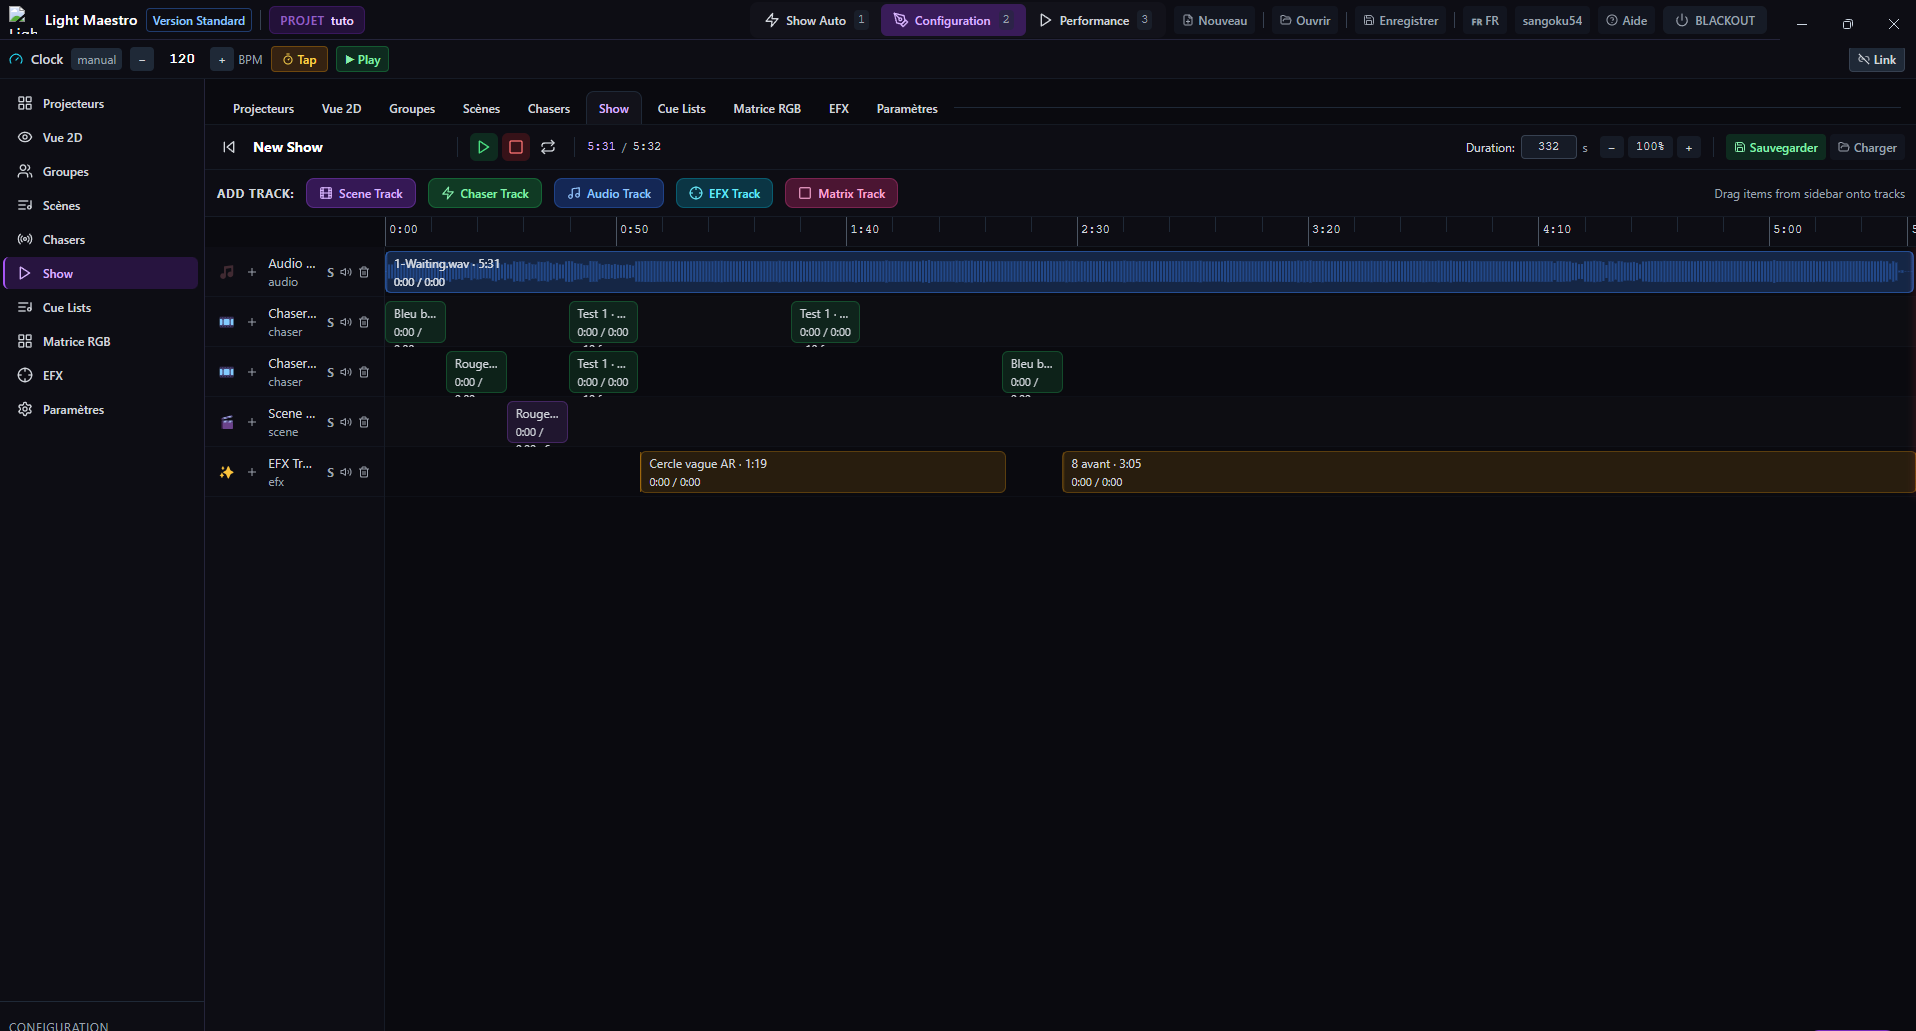 Light Maestro Version Standard PROJET tuto Show Auto 1 Configuration 2 Performance 3 Nouveau Ouvrir Enregistrer FR FR sangoku54 Aide BLACKOUT
Clock manual − 120 + BPM Tap Play Link
Projecteurs
Vue 2D
Groupes
Scènes
Chasers
Show
Cue Lists
Matrice RGB
EFX
Paramètres
CONFIGURATION
Projecteurs Vue 2D Groupes Scènes Chasers Show Cue Lists Matrice RGB EFX Paramètres
New Show 5:31 / 5:32 Duration: 332 s − 100% + Sauvegarder Charger
ADD TRACK: Scene Track Chaser Track Audio Track EFX Track Matrix Track Drag items from sidebar onto tracks
0:00 0:50 1:40 2:30 3:20 4:10 5:00
Audio ... S
audio
1-Waiting.wav · 5:31
0:00 / 0:00
Chaser... S
chaser
Bleu b...
0:00 /
Test 1 · ...
0:00 / 0:00
Test 1 · ...
0:00 / 0:00
Chaser... S
chaser
Rouge...
0:00 /
Test 1 · ...
0:00 / 0:00
Bleu b...
0:00 /
Scene ... S
scene
Rouge...
0:00 /
EFX Tr... S
efx
Cercle vague AR · 1:19
0:00 / 0:00
8 avant · 3:05
0:00 / 0:00